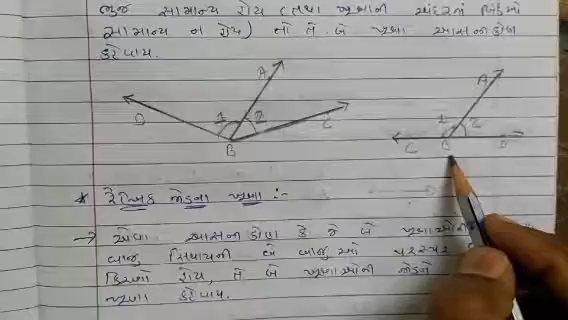 ભુજ સામાન્ય હોય (તથા ખૂણાની અંદરનાં બિંદુઓ
સામાન્ય ન હોય) તો તે બે ખૂણા આસન્નકોણ
કહેવાય.
A
A
D
1 2
C
1 2
B
C B D
* રૈખિક જોડના ખૂણા :-
→ એવા આસન્નકોણ કે જે બે ખૂણાઓની
બાજુ સિવાયની બે બાજુઓ પરસ્પર
કિરણો હોય, તે બે ખૂણાઓની જોડને
ખૂણા કહેવાય.